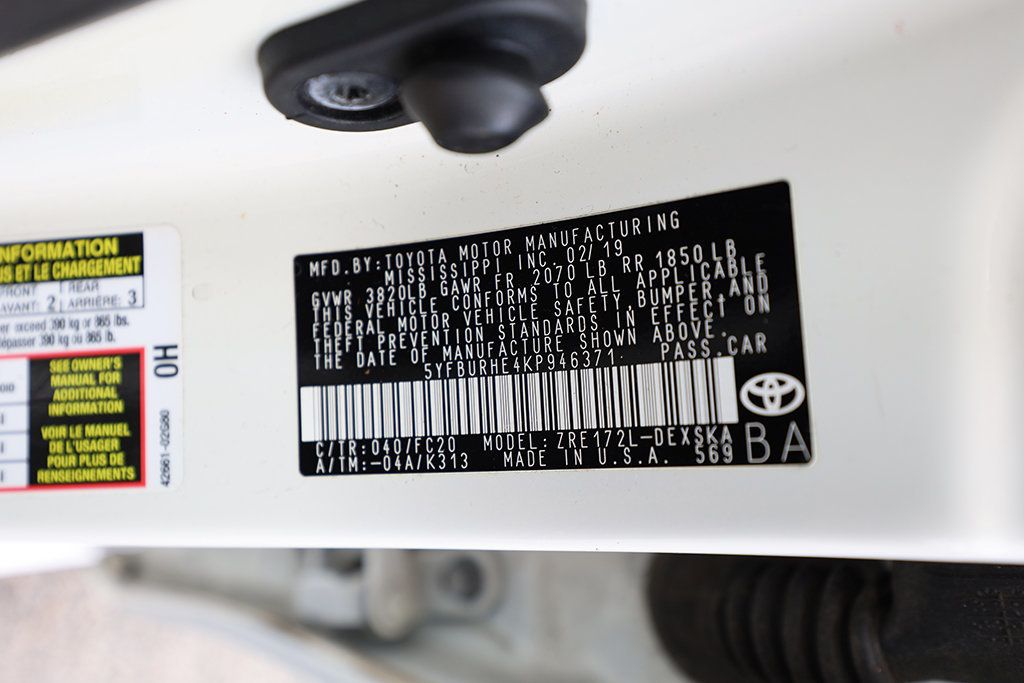 NFORMATION
US ET LE CHARGEMENT
FRONT
AVANT: 2
REAR
ARRIÈRE: 3
er exceed 390 kg or 865 lbs.
dépasser 390 kg ou 865 lb.
SEE OWNER'S
MANUAL FOR
ADDITIONAL
INFORMATION
VOIR LE MANUEL
DE L'USAGER
POUR PLUS DE
RENSEIGNEMENTS
OH
42661-02G80
MFD.BY:TOYOTA MOTOR MANUFACTURING
MISSISSIPPI INC. 02/19
GVWR 3820LB GAWR FR 2070 LB RR 1850 LB
THIS VEHICLE CONFORMS TO ALL APPLICABLE
FEDERAL MOTOR VEHICLE SAFETY, BUMPER AND
THEFT PREVENTION STANDARDS IN EFFECT ON
THE DATE OF MANUFACTURE SHOWN ABOVE.
5YFBURHE4KP946371 PASS.CAR
C/TR:040/FC20 MODEL:ZRE172L-DEXSKA
A/TM:-04A/K313 MADE IN U.S.A. 569
BA